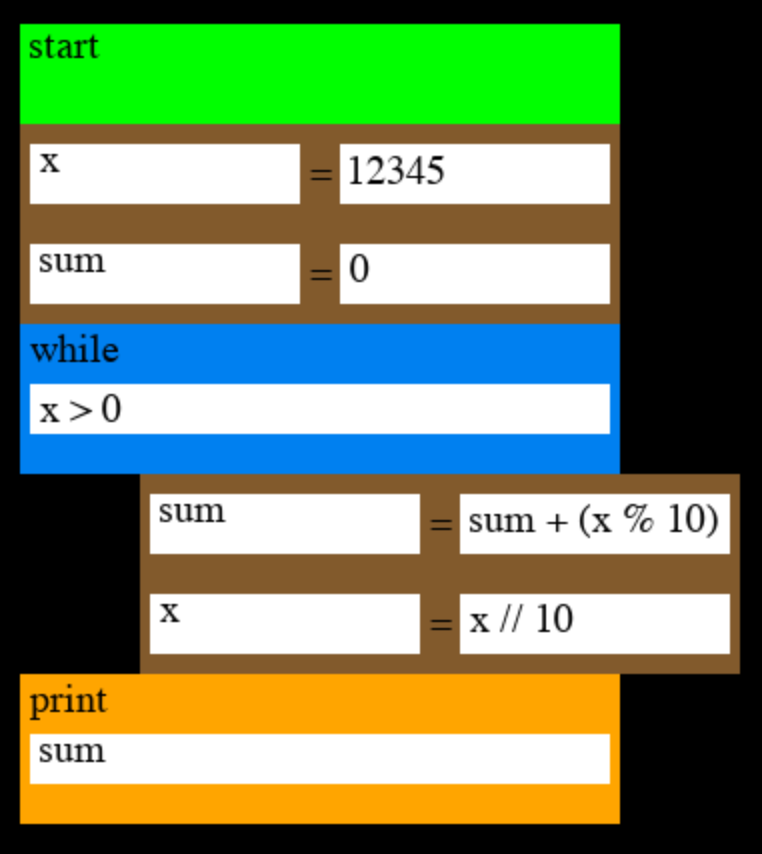 start
x = 12345
sum = 0
while
x > 0
sum = sum + (x % 10)
x = x // 10
print
sum